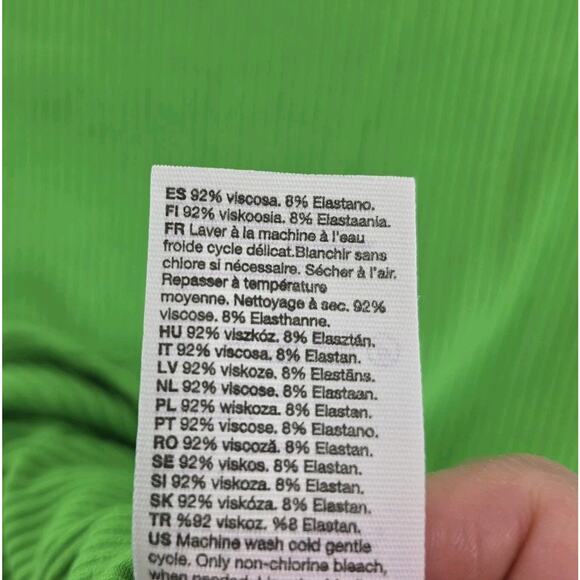 ES 92% viscosa. 8% Elastano.
FI 92% viskoosia. 8% Elastaania.
FR Laver à la machine à l'eau
froide cycle délicat.Blanchir sans
chlore si nécessaire. Sécher à l'air.
Repasser à température
moyenne. Nettoyage à sec. 92%
viscose. 8% Elasthanne.
HU 92% viszkóz. 8% Elasztán.
IT 92% viscosa. 8% Elastan.
LV 92% viskoze. 8% Elastāns.
NL 92% viscose. 8% Elastaan.
PL 92% wiskoza. 8% Elastan.
PT 92% viscose. 8% Elastano.
RO 92% viscoză. 8% Elastan.
SE 92% viskos. 8% Elastan.
SI 92% viskoza. 8% Elastan.
SK 92% viskóza. 8% Elastan.
TR %92 viskoz. %8 Elastan.
US Machine wash cold gentle
cycle. Only non-chlorine bleach,
when needed.